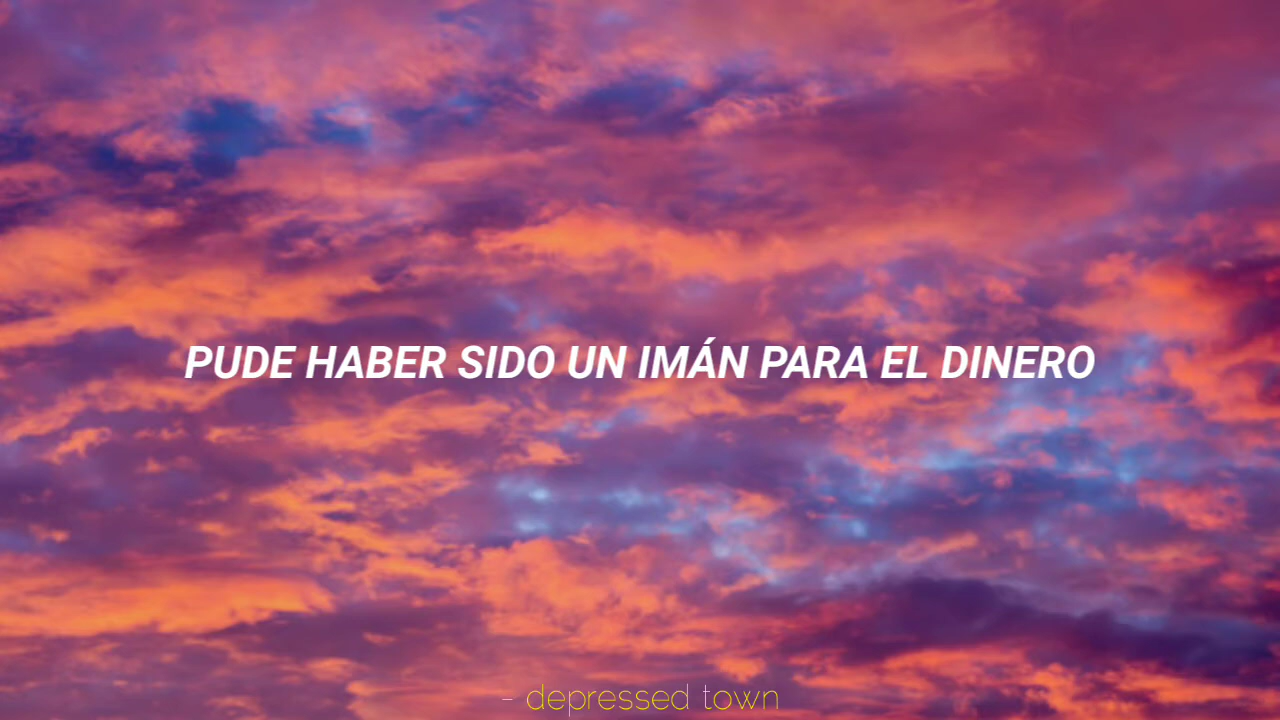 PUDE HABER SIDO UN IMÁN PARA EL DINERO
- depressed town